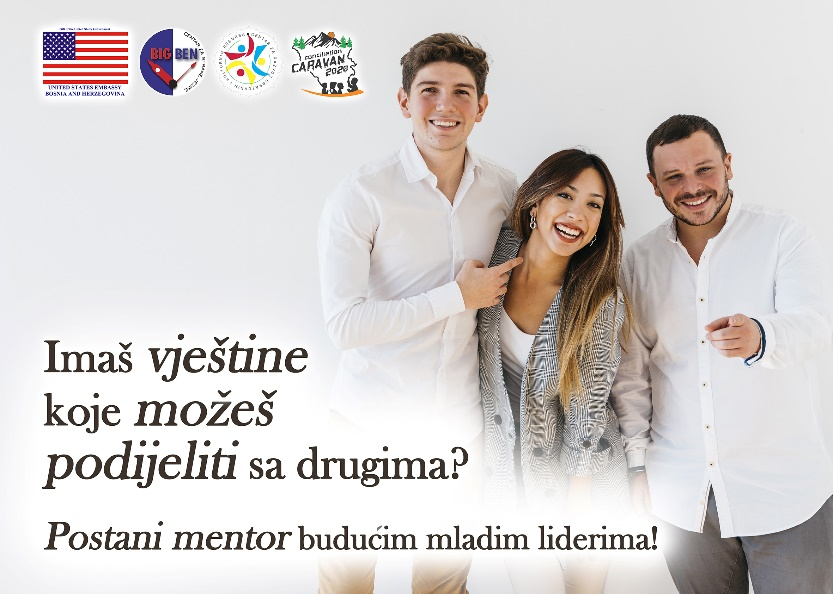 UNITED STATES EMBASSY
BOSNIA AND HERZEGOVINA
BIG BEN
conciliation
CARAVAN
2020
Imaš vještine
koje možeš
podijeliti sa drugima?
Postani mentor budućim mladim liderima!